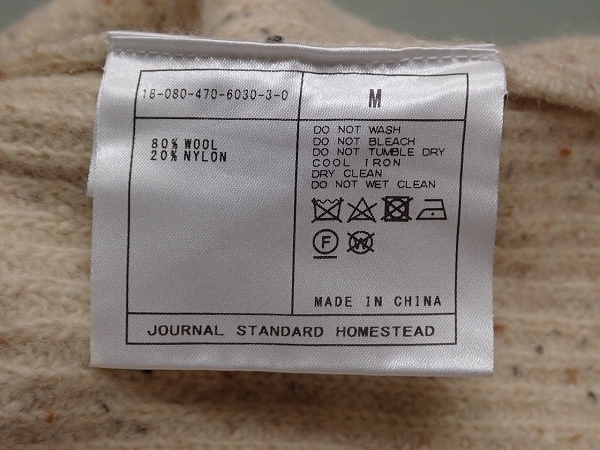 18-080-470-6030-3-0
M
80% WOOL
20% NYLON
DO NOT WASH
DO NOT BLEACH
DO NOT TUMBLE DRY
COOL IRON
DRY CLEAN
DO NOT WET CLEAN
F
W
MADE IN CHINA
JOURNAL STANDARD HOMESTEAD